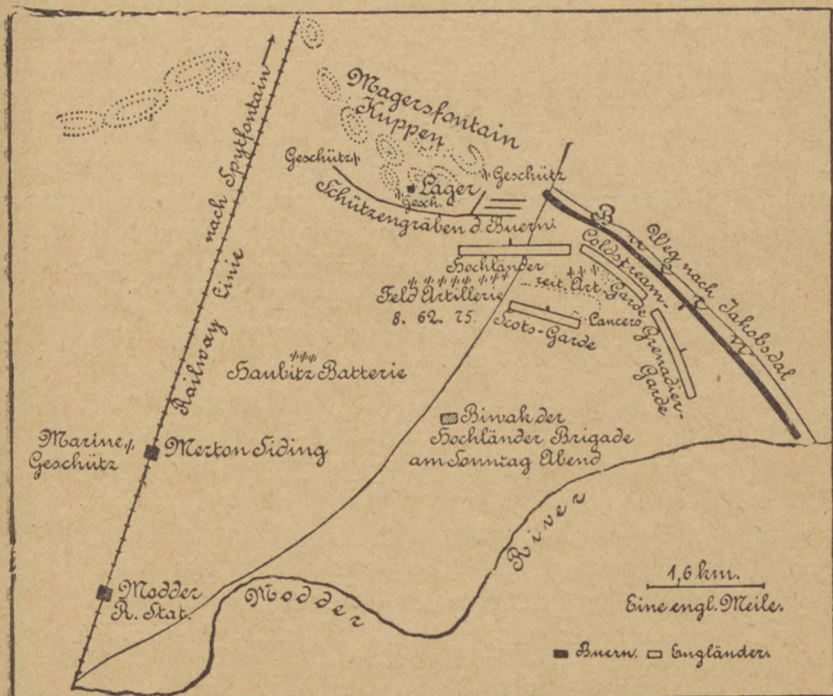 nach Spytfontain
Railway Linie
Magersfontain
Kuppen
Geschütz
Geschütz
Lager
Gesch.
Schützengräben d. Buern.
Weg nach Jakobsdal
B u r e n
Hochländer
Coldstream-
Garde
Feld Artillerie
8. 62. 75.
reit. Art.
Lancers
Scots-Garde
Grenadier-
Garde
Haubitz Batterie
Biwak der
Hochländer Brigade
am Sonntag Abend
Marine
Geschütz
Merton Siding
Modder
R. Stat.
Modder River
1,6 km.
Eine engl. Meile.
Buern. Engländer.